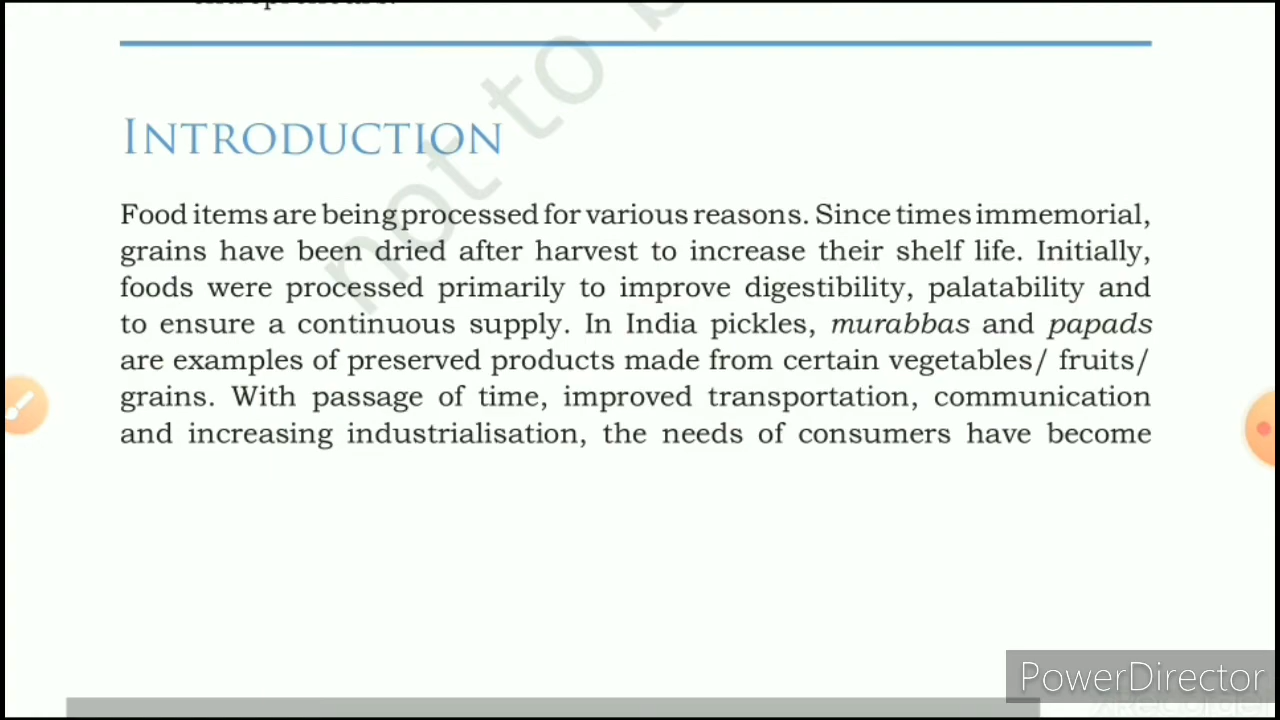 entrepreneurs.
INTRODUCTION
Food items are being processed for various reasons. Since times immemorial,
grains have been dried after harvest to increase their shelf life. Initially,
foods were processed primarily to improve digestibility, palatability and
to ensure a continuous supply. In India pickles, murabbas and papads
are examples of preserved products made from certain vegetables/ fruits/
grains. With passage of time, improved transportation, communication
and increasing industrialisation, the needs of consumers have become
not to b
PowerDirector